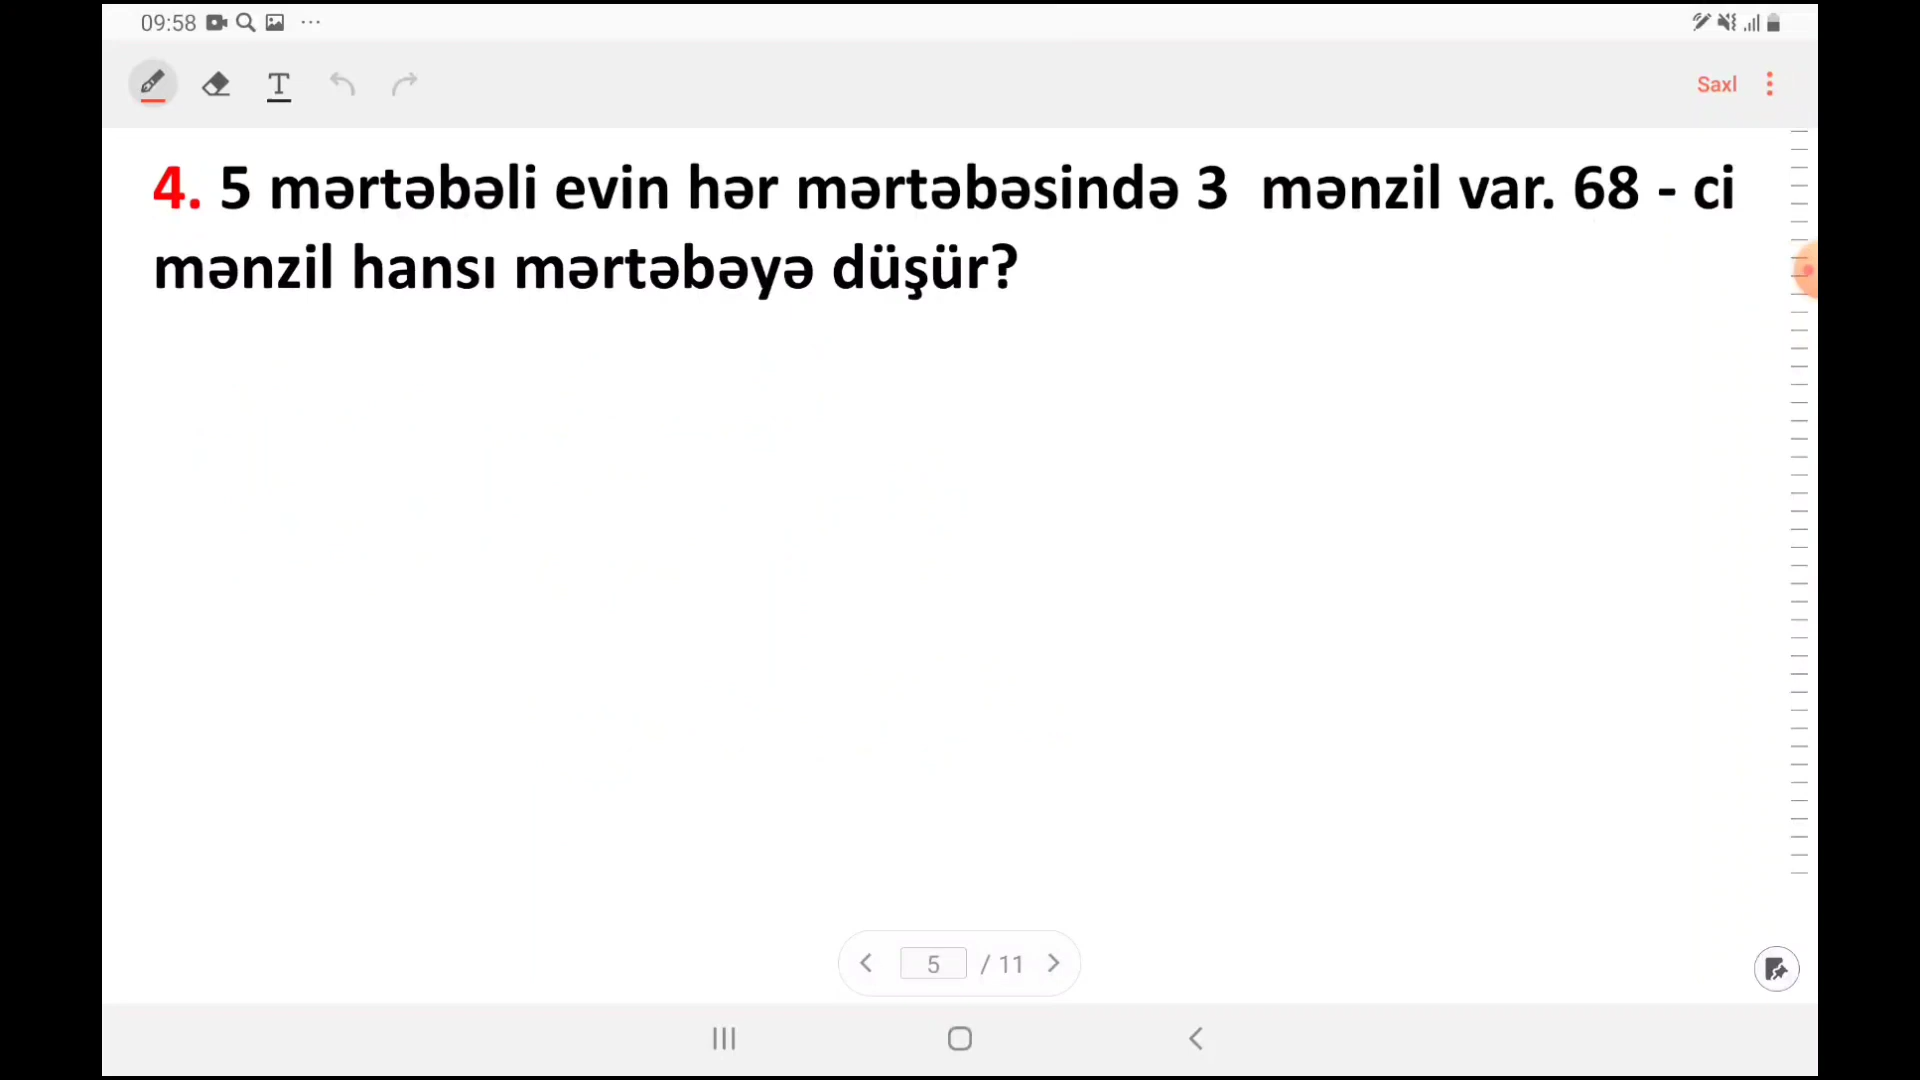 09:58
T
Saxl
4. 5 mərtəbəli evin hər mərtəbəsində 3 mənzil var. 68 - ci
mənzil hansı mərtəbəyə düşür?
5 / 11